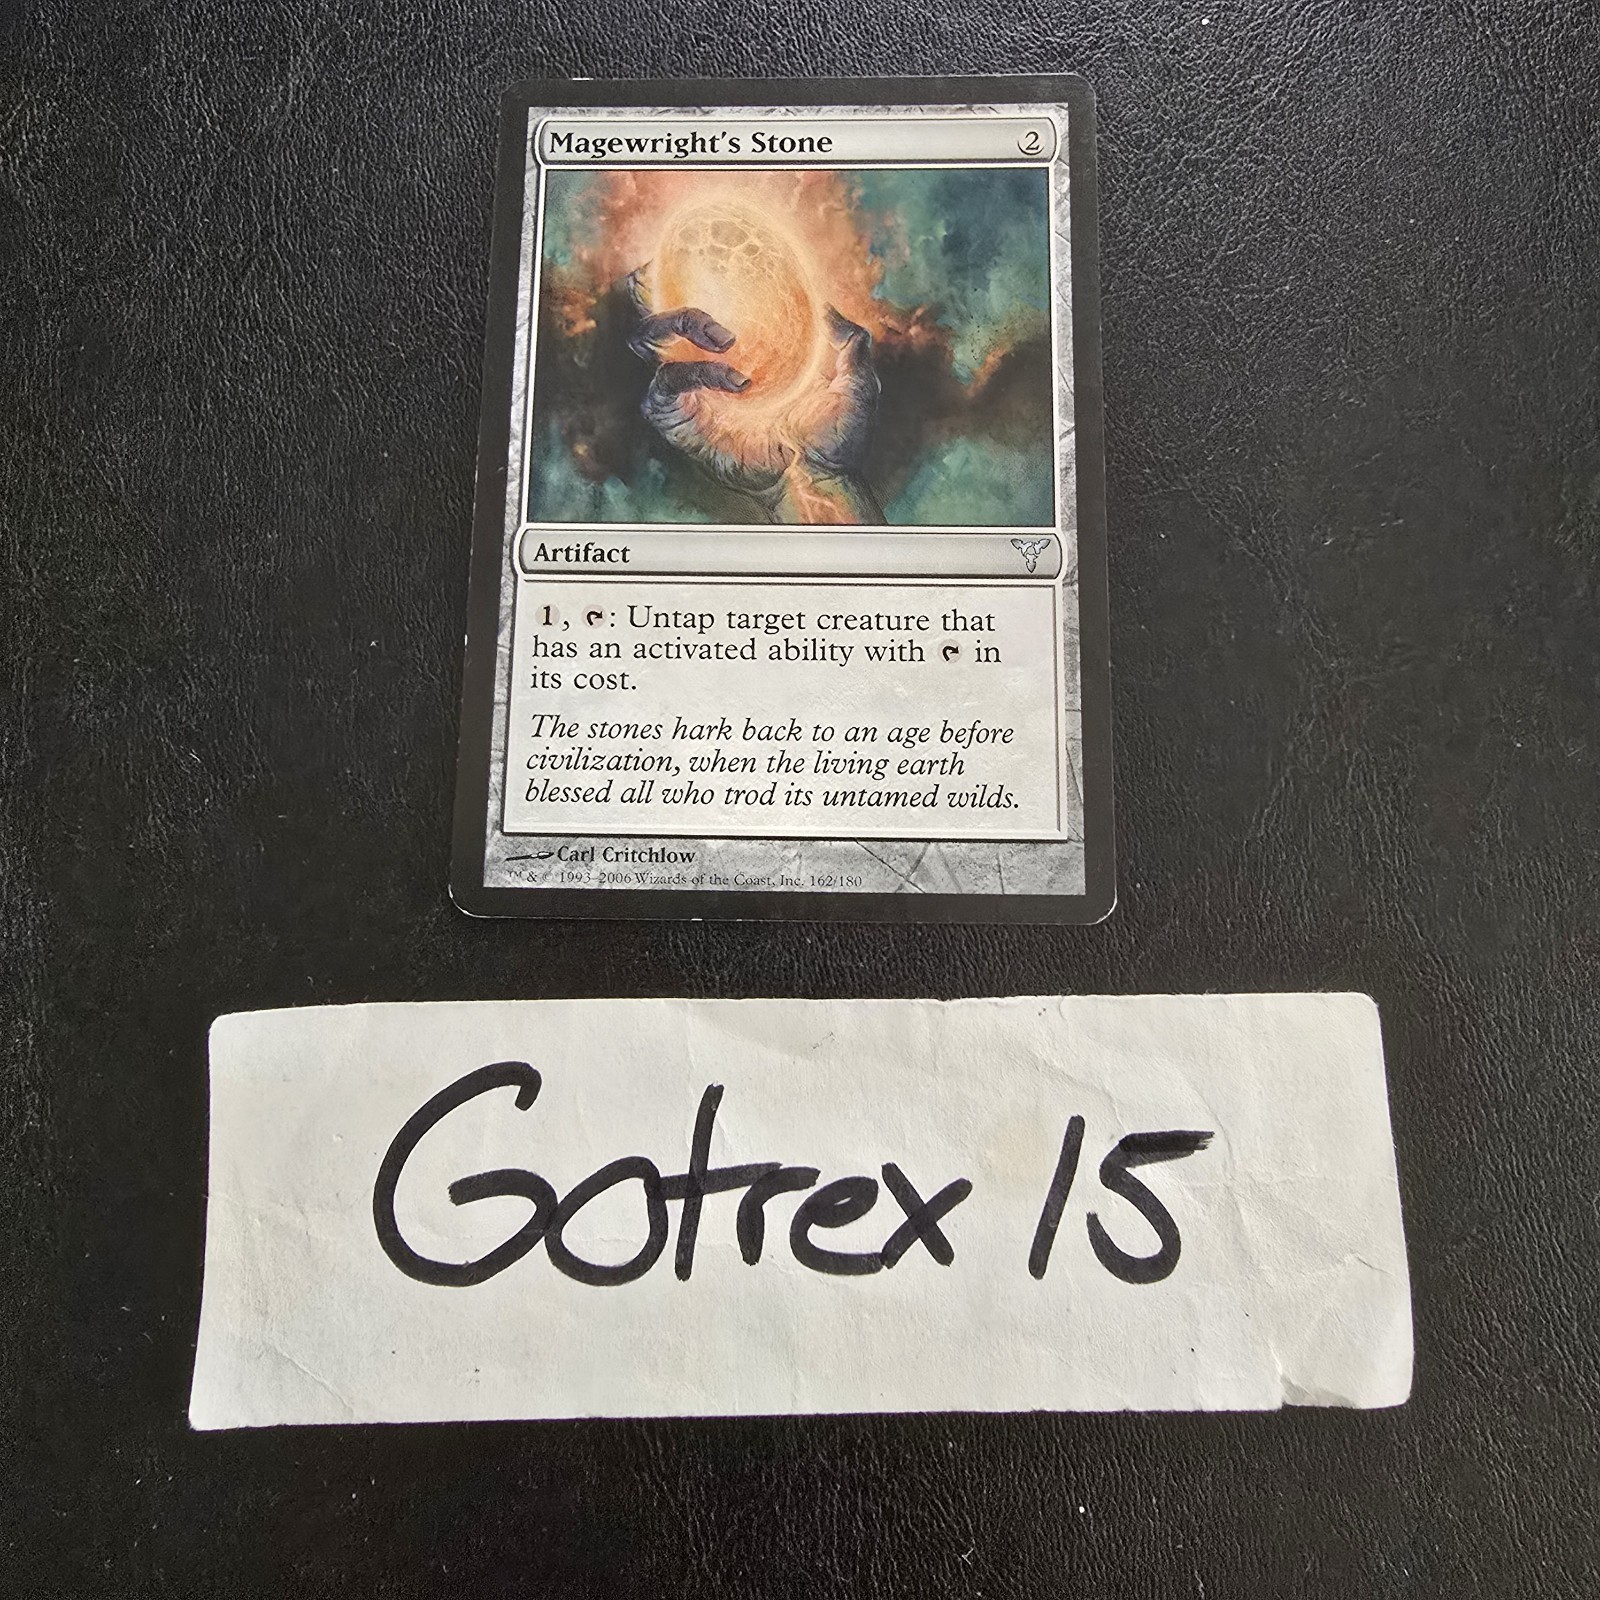 Magewright's Stone 2
Artifact
1, : Untap target creature that
has an activated ability with in
its cost.
The stones hark back to an age before
civilization, when the living earth
blessed all who trod its untamed wilds.
Carl Critchlow
™ & © 1993–2006 Wizards of the Coast, Inc. 162/180
Gotrex 15